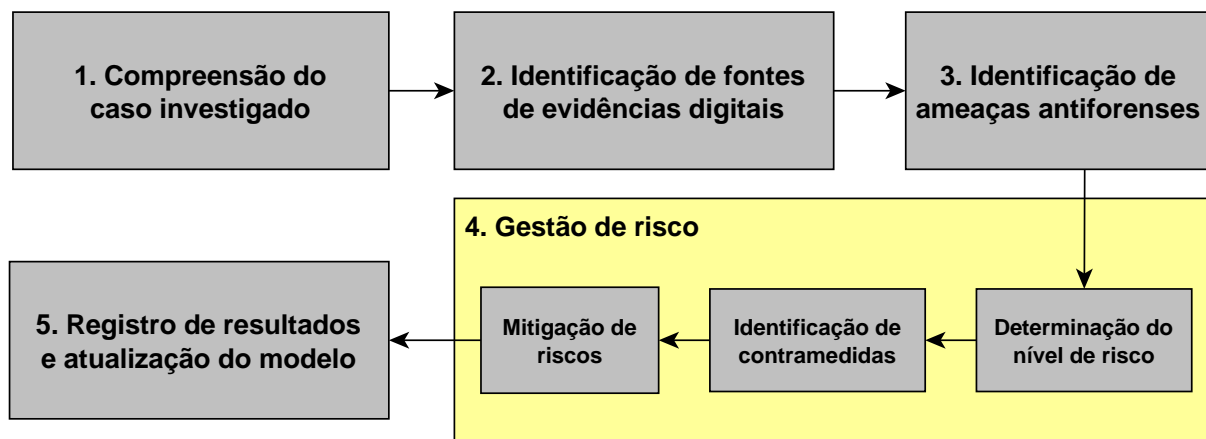 1. Compreensão do
caso investigado
2. Identificação de fontes
de evidências digitais
3. Identificação de
ameaças antiforenses
4. Gestão de risco
Determinação do
nível de risco
Identificação de
contramedidas
Mitigação de
riscos
5. Registro de resultados
e atualização do modelo